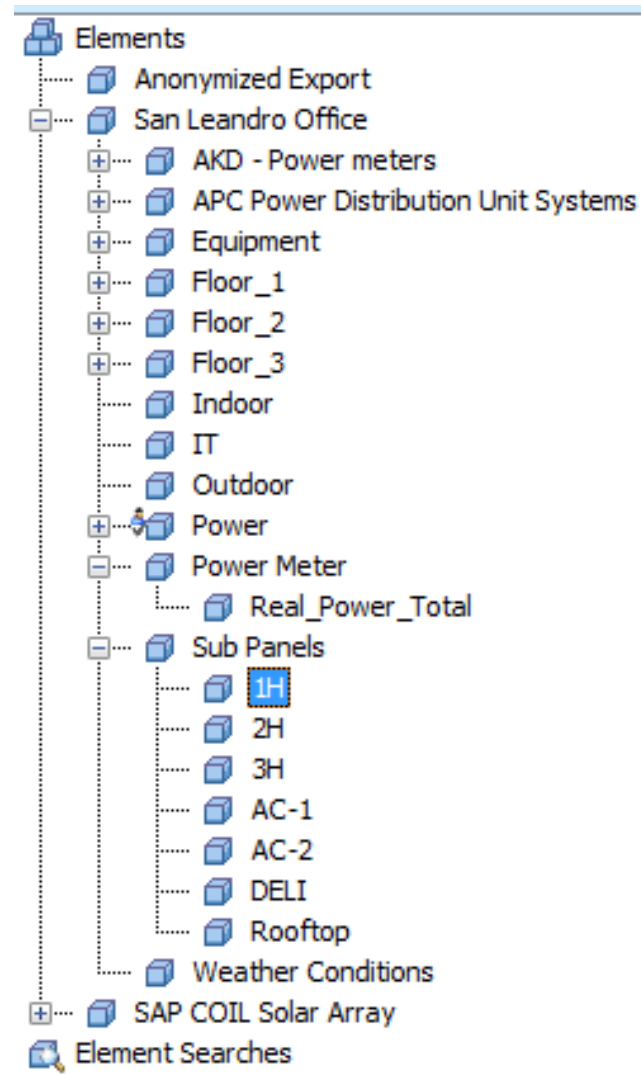 Elements
Anonymized Export
San Leandro Office
AKD - Power meters
APC Power Distribution Unit Systems
Equipment
Floor_1
Floor_2
Floor_3
Indoor
IT
Outdoor
Power
Power Meter
Real_Power_Total
Sub Panels
1H
2H
3H
AC-1
AC-2
DELI
Rooftop
Weather Conditions
SAP COIL Solar Array
Element Searches